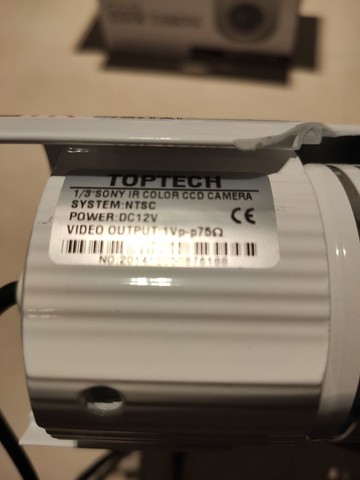 TOPTECH
1/3"SONY IR COLOR CCD CAMERA
SYSTEM:NTSC
POWER:DC12V
CE
VIDEO OUTPUT 1Vp-p75Ω